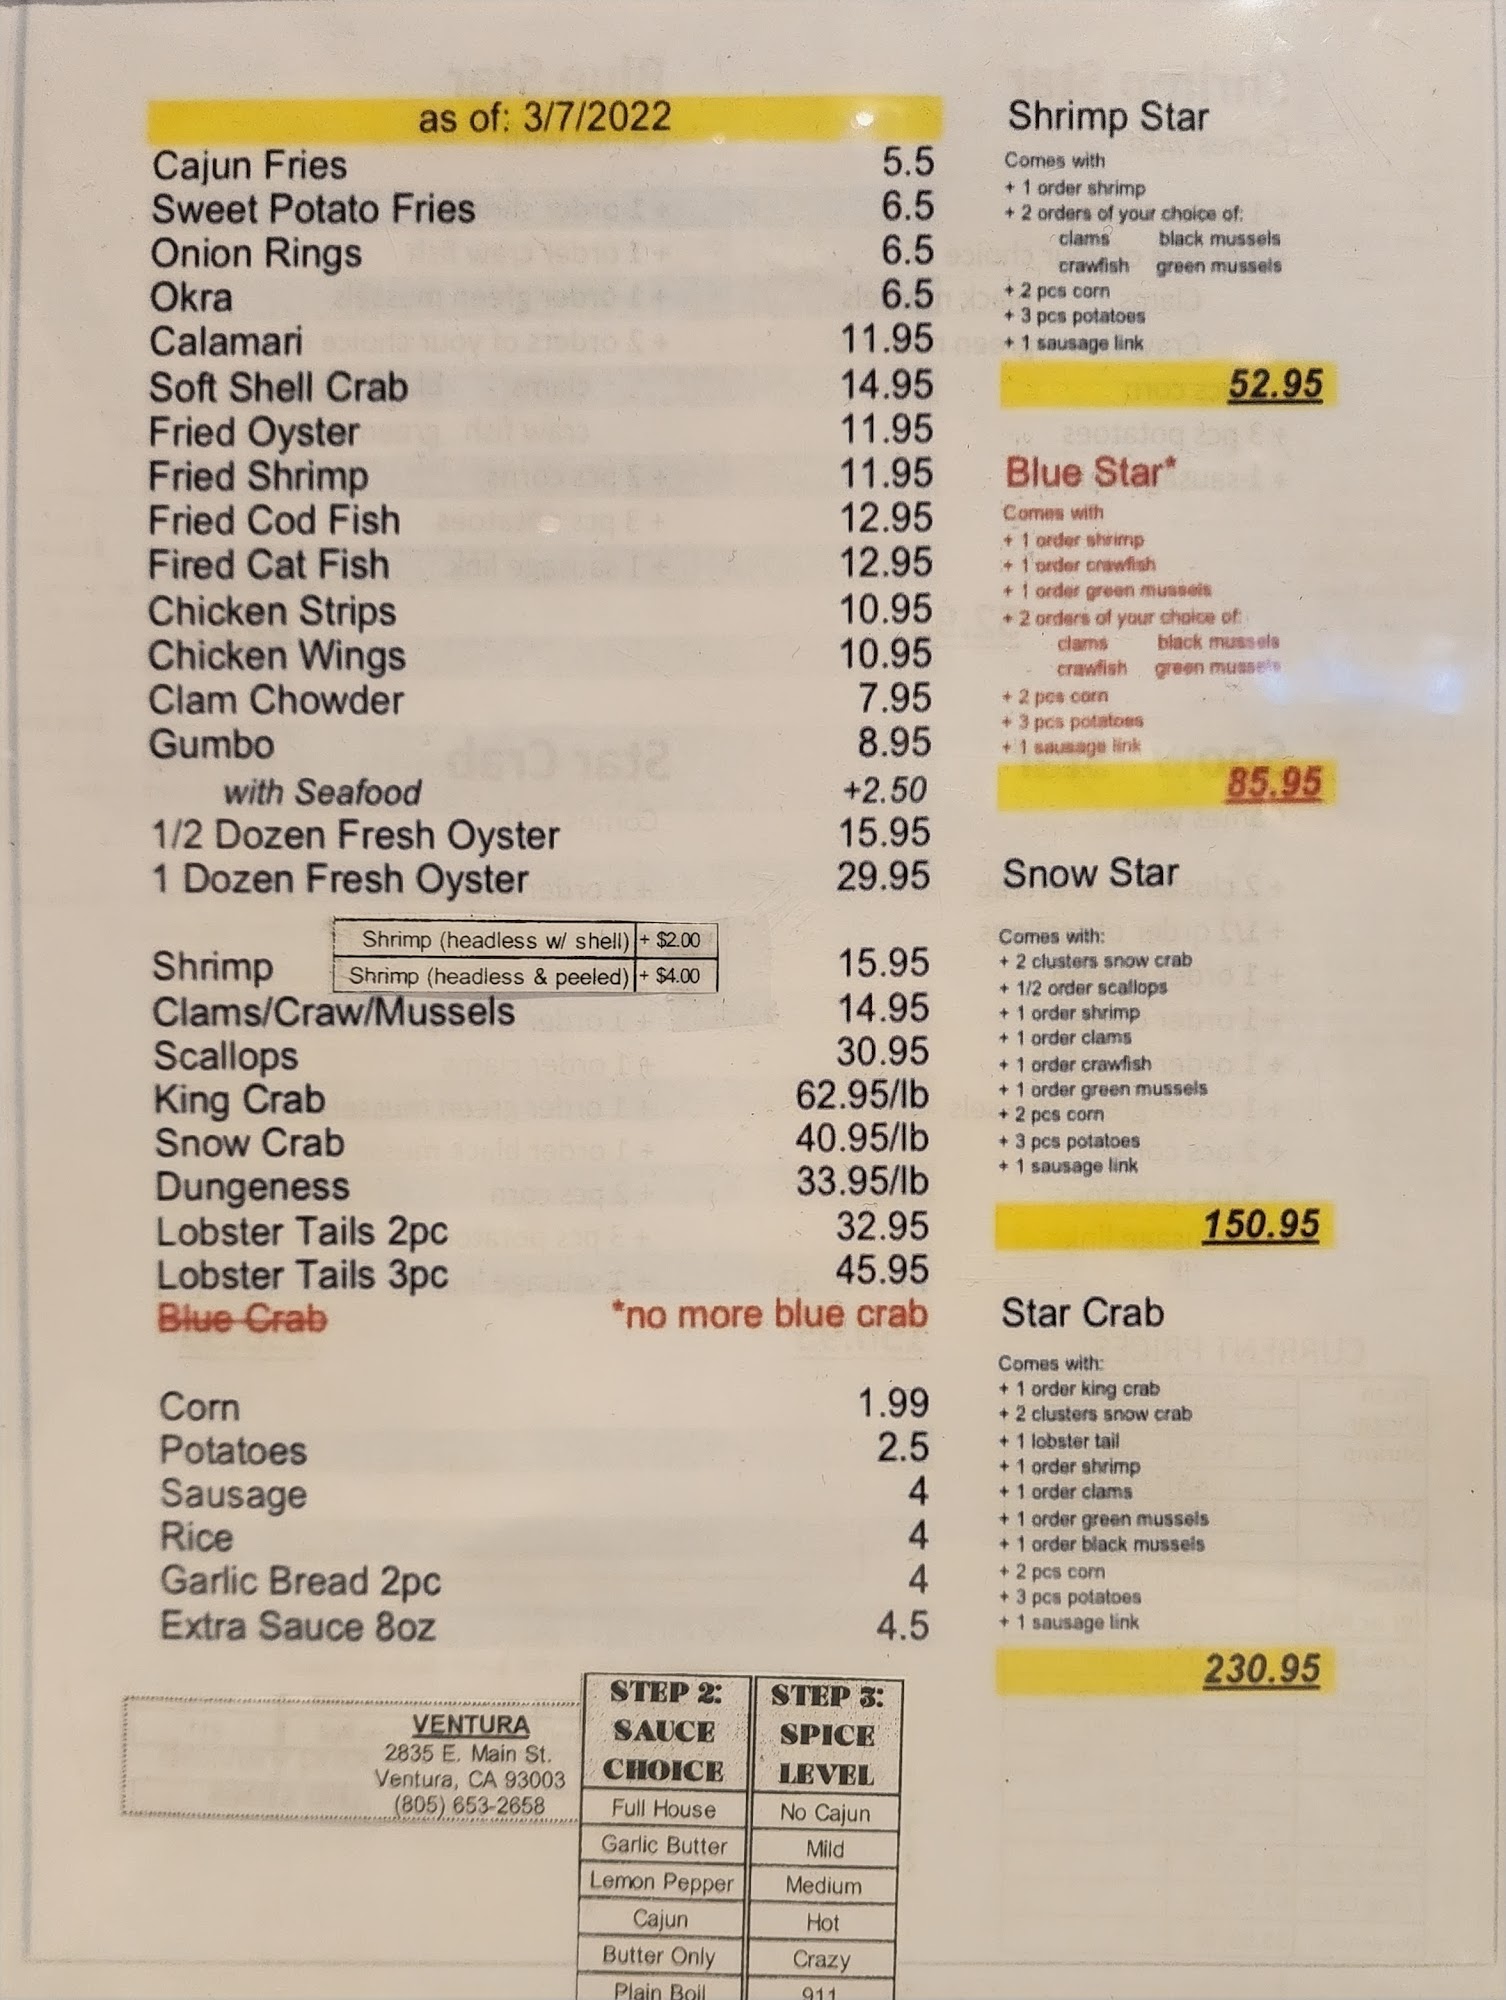 as of: 3/7/2022
Cajun Fries 5.5
Sweet Potato Fries 6.5
Onion Rings 6.5
Okra 6.5
Calamari 11.95
Soft Shell Crab 14.95
Fried Oyster 11.95
Fried Shrimp 11.95
Fried Cod Fish 12.95
Fired Cat Fish 12.95
Chicken Strips 10.95
Chicken Wings 10.95
Clam Chowder 7.95
Gumbo 8.95
with Seafood +2.50
1/2 Dozen Fresh Oyster 15.95
1 Dozen Fresh Oyster 29.95
Shrimp (headless w/ shell) + $2.00
Shrimp (headless & peeled) + $4.00
Shrimp 15.95
Clams/Craw/Mussels 14.95
Scallops 30.95
King Crab 62.95/lb
Snow Crab 40.95/lb
Dungeness 33.95/lb
Lobster Tails 2pc 32.95
Lobster Tails 3pc 45.95
Blue Crab *no more blue crab
Corn 1.99
Potatoes 2.5
Sausage 4
Rice 4
Garlic Bread 2pc 4
Extra Sauce 8oz 4.5
VENTURA
2835 E. Main St.
Ventura, CA 93003
(805) 653-2658
STEP 2:
SAUCE
CHOICE
Full House
Garlic Butter
Lemon Pepper
Cajun
Butter Only
Plain Boil
STEP 3:
SPICE
LEVEL
No Cajun
Mild
Medium
Hot
Crazy
911
Shrimp Star
Comes with
+ 1 order shrimp
+ 2 orders of your choice of:
clams black mussels
crawfish green mussels
+ 2 pcs corn
+ 3 pcs potatoes
+ 1 sausage link
52.95
Blue Star*
Comes with
+ 1 order shrimp
+ 1 order crawfish
+ 1 order green mussels
+ 2 orders of your choice of:
clams black mussels
crawfish green mussels
+ 2 pcs corn
+ 3 pcs potatoes
+ 1 sausage link
85.95
Snow Star
Comes with:
+ 2 clusters snow crab
+ 1/2 order scallops
+ 1 order shrimp
+ 1 order clams
+ 1 order crawfish
+ 1 order green mussels
+ 2 pcs corn
+ 3 pcs potatoes
+ 1 sausage link
150.95
Star Crab
Comes with:
+ 1 order king crab
+ 2 clusters snow crab
+ 1 lobster tail
+ 1 order shrimp
+ 1 order clams
+ 1 order green mussels
+ 1 order black mussels
+ 2 pcs corn
+ 3 pcs potatoes
+ 1 sausage link
230.95